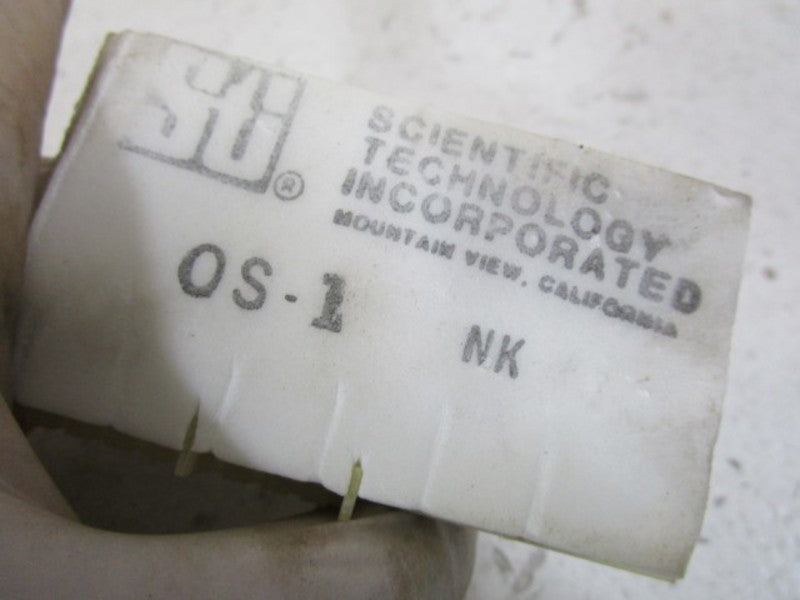 STI®
SCIENTIFIC
TECHNOLOGY
INCORPORATED
MOUNTAIN VIEW, CALIFORNIA
OS-1
NK